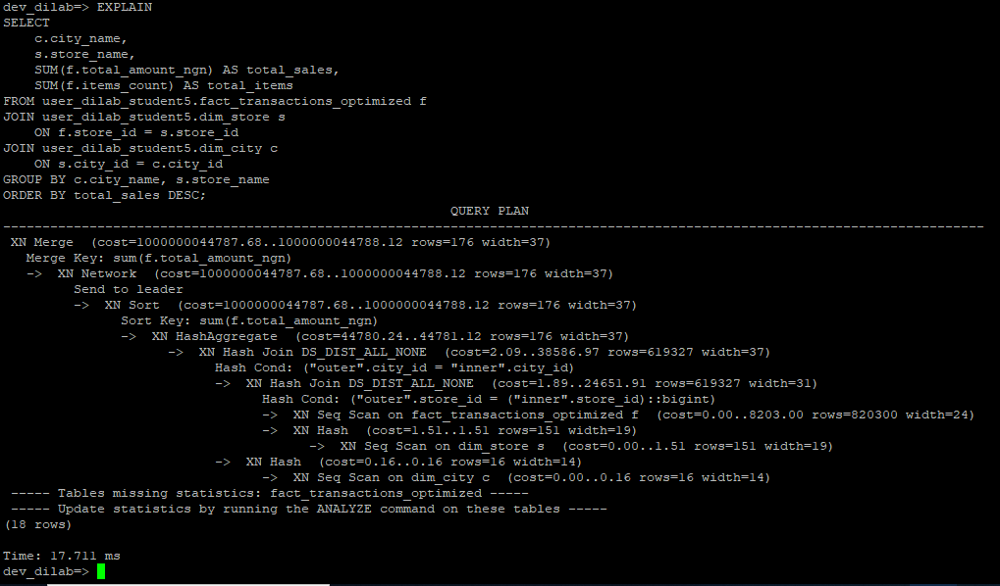 dev_dilab=> EXPLAIN
SELECT
    c.city_name,
    s.store_name,
    SUM(f.total_amount_ngn) AS total_sales,
    SUM(f.items_count) AS total_items
FROM user_dilab_student5.fact_transactions_optimized f
JOIN user_dilab_student5.dim_store s
    ON f.store_id = s.store_id
JOIN user_dilab_student5.dim_city c
    ON s.city_id = c.city_id
GROUP BY c.city_name, s.store_name
ORDER BY total_sales DESC;
                                                         QUERY PLAN
-----------------------------------------------------------------------------------------------------------------------------
 XN Merge  (cost=1000000044787.68..1000000044788.12 rows=176 width=37)
   Merge Key: sum(f.total_amount_ngn)
   ->  XN Network  (cost=1000000044787.68..1000000044788.12 rows=176 width=37)
         Send to leader
         ->  XN Sort  (cost=1000000044787.68..1000000044788.12 rows=176 width=37)
               Sort Key: sum(f.total_amount_ngn)
               ->  XN HashAggregate  (cost=44780.24..44781.12 rows=176 width=37)
                     ->  XN Hash Join DS_DIST_ALL_NONE  (cost=2.09..38586.97 rows=619327 width=37)
                           Hash Cond: ("outer".city_id = "inner".city_id)
                           ->  XN Hash Join DS_DIST_ALL_NONE  (cost=1.89..24651.91 rows=619327 width=31)
                                 Hash Cond: ("outer".store_id = ("inner".store_id)::bigint)
                                 ->  XN Seq Scan on fact_transactions_optimized f  (cost=0.00..8203.00 rows=820300 width=24)
                                 ->  XN Hash  (cost=1.51..1.51 rows=151 width=19)
                                       ->  XN Seq Scan on dim_store s  (cost=0.00..1.51 rows=151 width=19)
                           ->  XN Hash  (cost=0.16..0.16 rows=16 width=14)
                                 ->  XN Seq Scan on dim_city c  (cost=0.00..0.16 rows=16 width=14)
 ----- Tables missing statistics: fact_transactions_optimized -----
 ----- Update statistics by running the ANALYZE command on these tables -----
(18 rows)

Time: 17.711 ms
dev_dilab=>